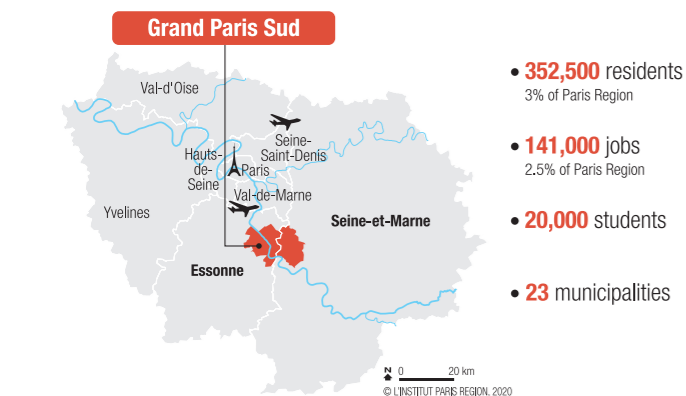 Grand Paris Sud
Val-d'Oise
Seine-
Saint-Denis
Hauts-
de-
Seine
Paris
Val-de-Marne
Yvelines
Seine-et-Marne
Essonne
• 352,500 residents
3% of Paris Region
• 141,000 jobs
2.5% of Paris Region
• 20,000 students
• 23 municipalities
N
0 20 km
© L'INSTITUT PARIS REGION, 2020